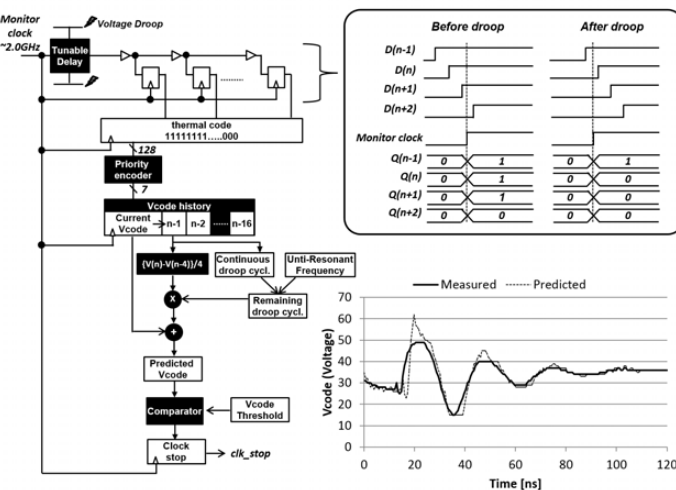 Monitor
clock
~2.0GHz
Voltage Droop
Tunable
Delay
.........
thermal code
11111111.....000
128
Priority
encoder
7
Vcode history
Current
Vcode
n-1
n-2
......
n-16
{V(n)-V(n-4)}/4
Continuous
droop cycl.
Unti-Resonant
Frequency
x
Remaining
droop cycl.
+
Predicted
Vcode
Comparator
Vcode
Threshold
Clock
stop
clk_stop
Before droop
After droop
D(n-1)
D(n)
D(n+1)
D(n+2)
Monitor clock
Q(n-1) 0 1 0 1
Q(n) 0 1 0 0
Q(n+1) 0 1 0 0
Q(n+2) 0 0 0 0
Measured Predicted
Vcode (Voltage)
70
60
50
40
30
20
10
0
0 20 40 60 80 100 120
Time [ns]